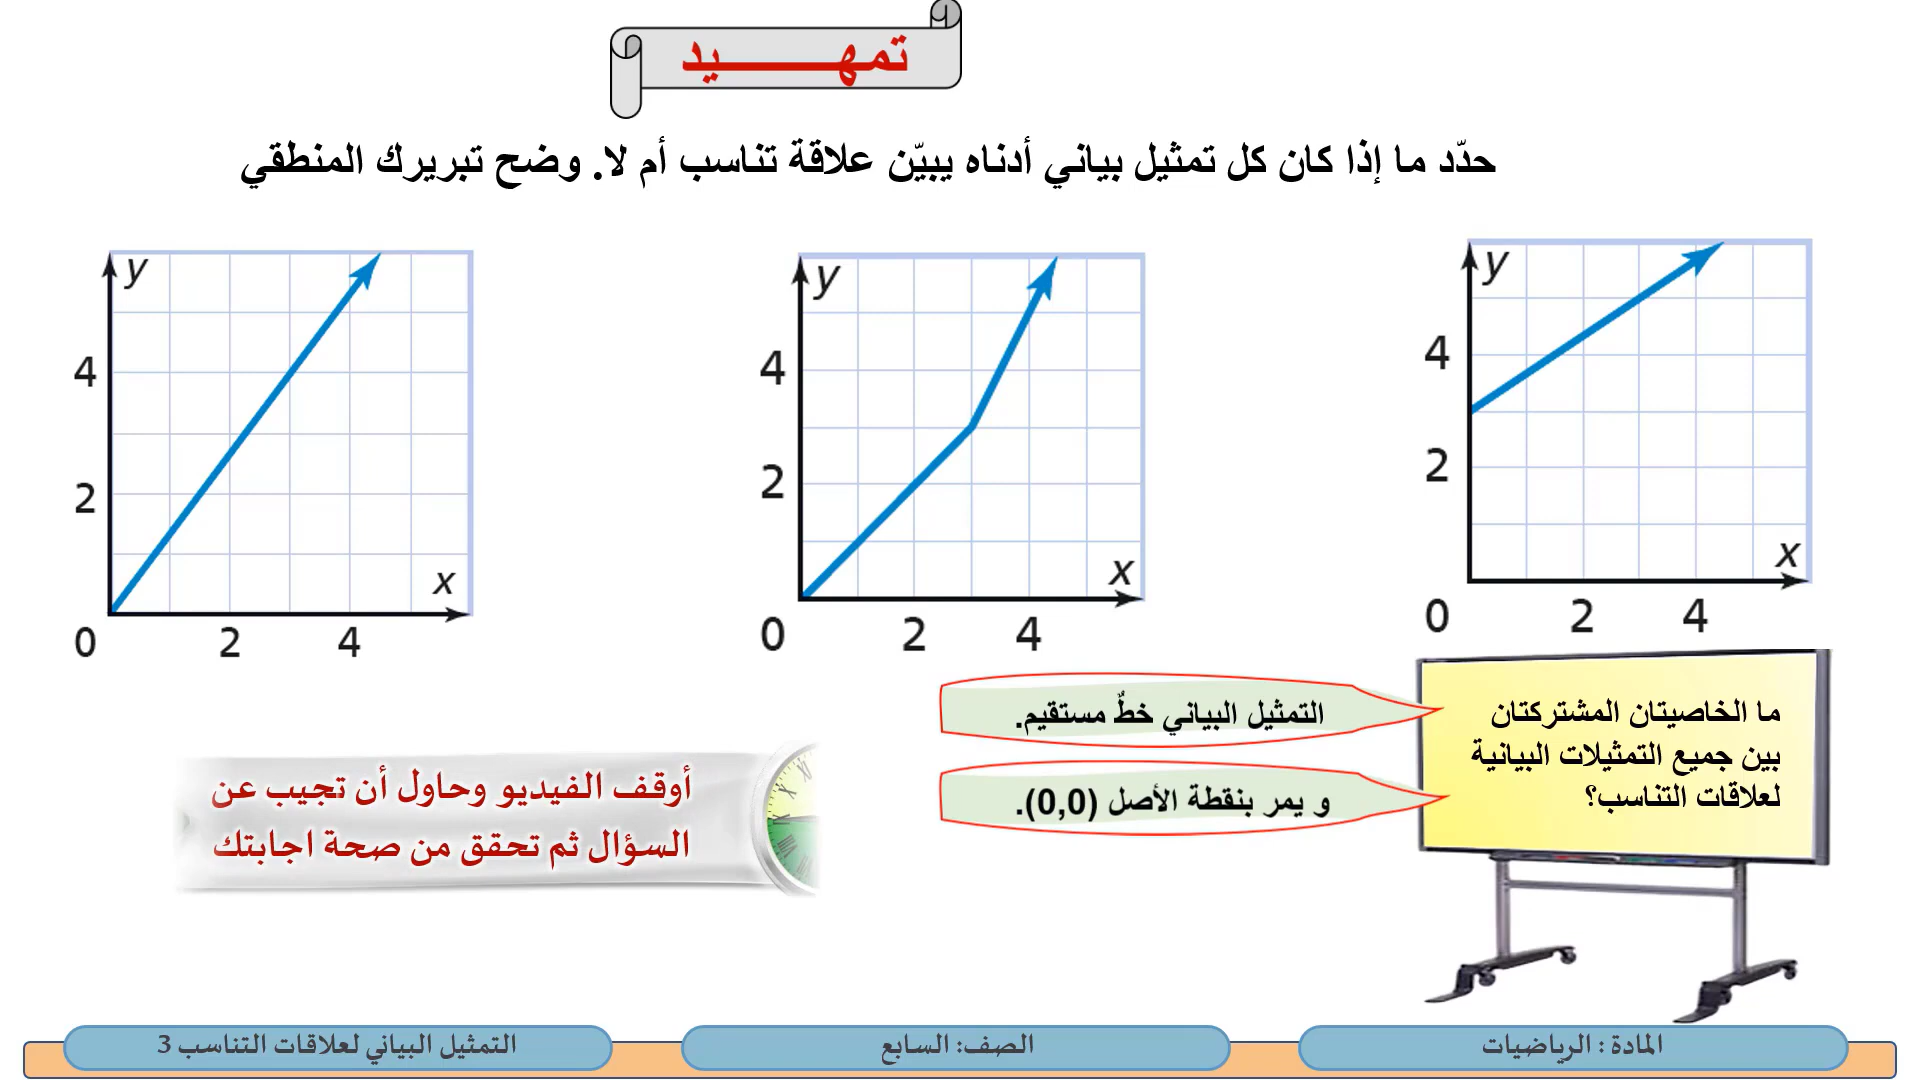 تمهـــــــيد
حدّد ما إذا كان كل تمثيل بياني أدناه يبيّن علاقة تناسب أم لا. وضح تبريرك المنطقي
y
4
2
0
2
4
x
y
4
2
0
2
4
x
y
4
2
0
2
4
x
ما الخاصيتان المشتركتان
بين جميع التمثيلات البيانية
لعلاقات التناسب؟
التمثيل البياني خطٌ مستقيم.
و يمر بنقطة الأصل (0,0).
أوقف الفيديو وحاول أن تجيب عن
السؤال ثم تحقق من صحة اجابتك
المادة : الرياضيات
الصف: السابع
التمثيل البياني لعلاقات التناسب 3